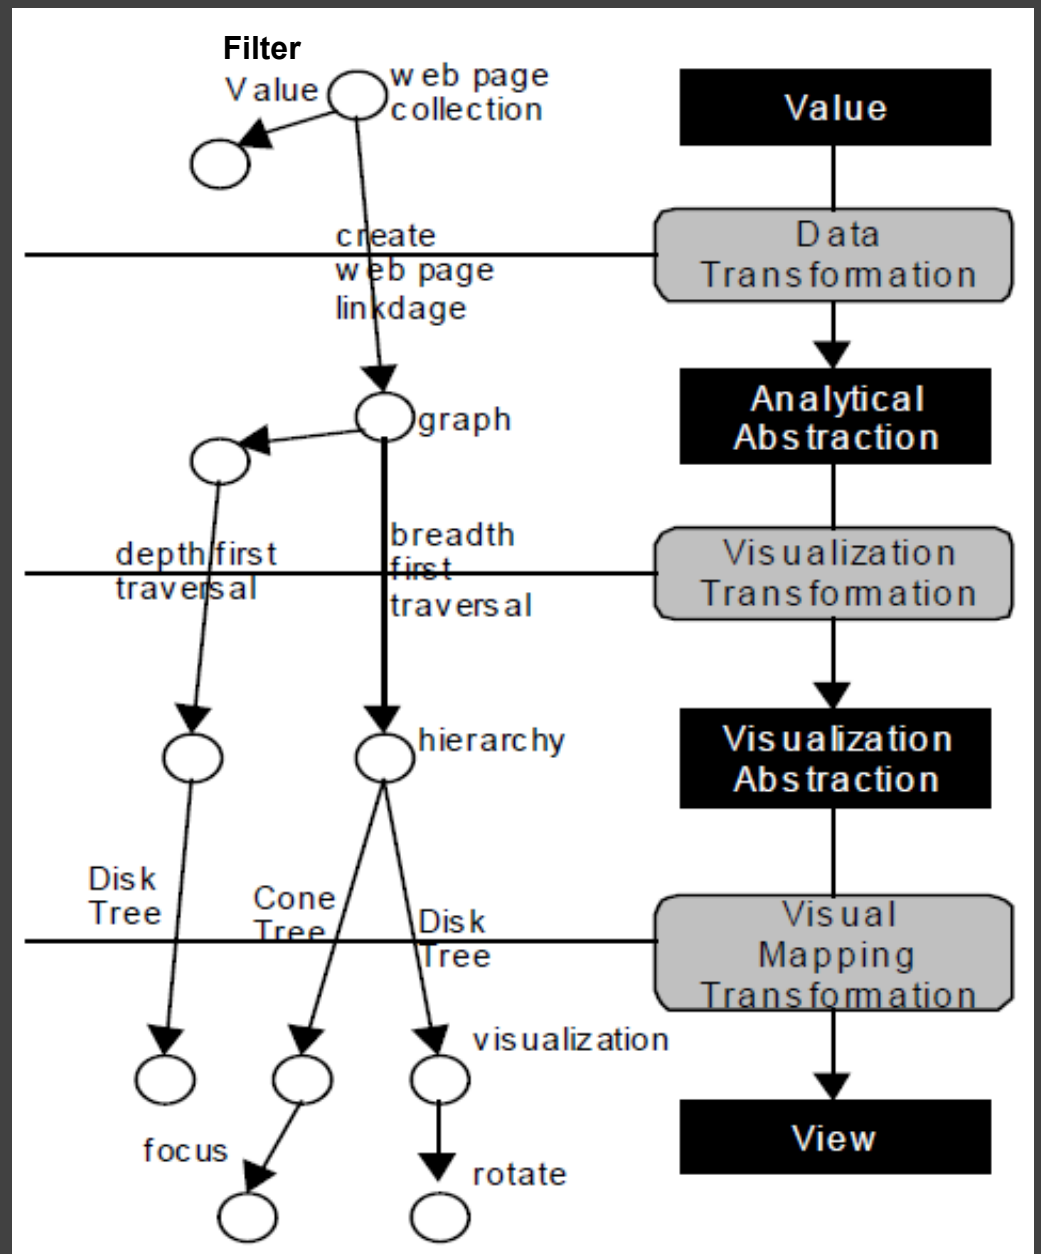 Filter
Value
web page
collection
Value
create
web page
linkdage
Data
Transformation
graph
Analytical
Abstraction
depth first
traversal
breadth
first
traversal
Visualization
Transformation
hierarchy
Visualization
Abstraction
Disk
Tree
Cone
Tree
Disk
Tree
Visual
Mapping
Transformation
visualization
focus
rotate
View